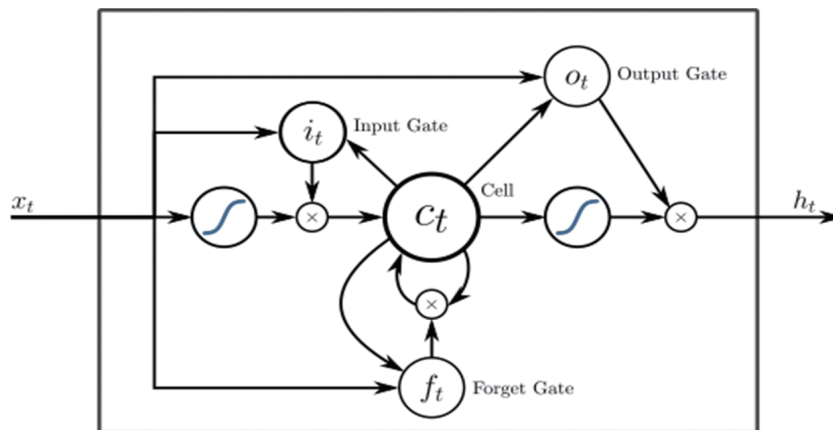 o_t Output Gate
i_t Input Gate
x_t
Cell
c_t
h_t
×
×
×
f_t Forget Gate